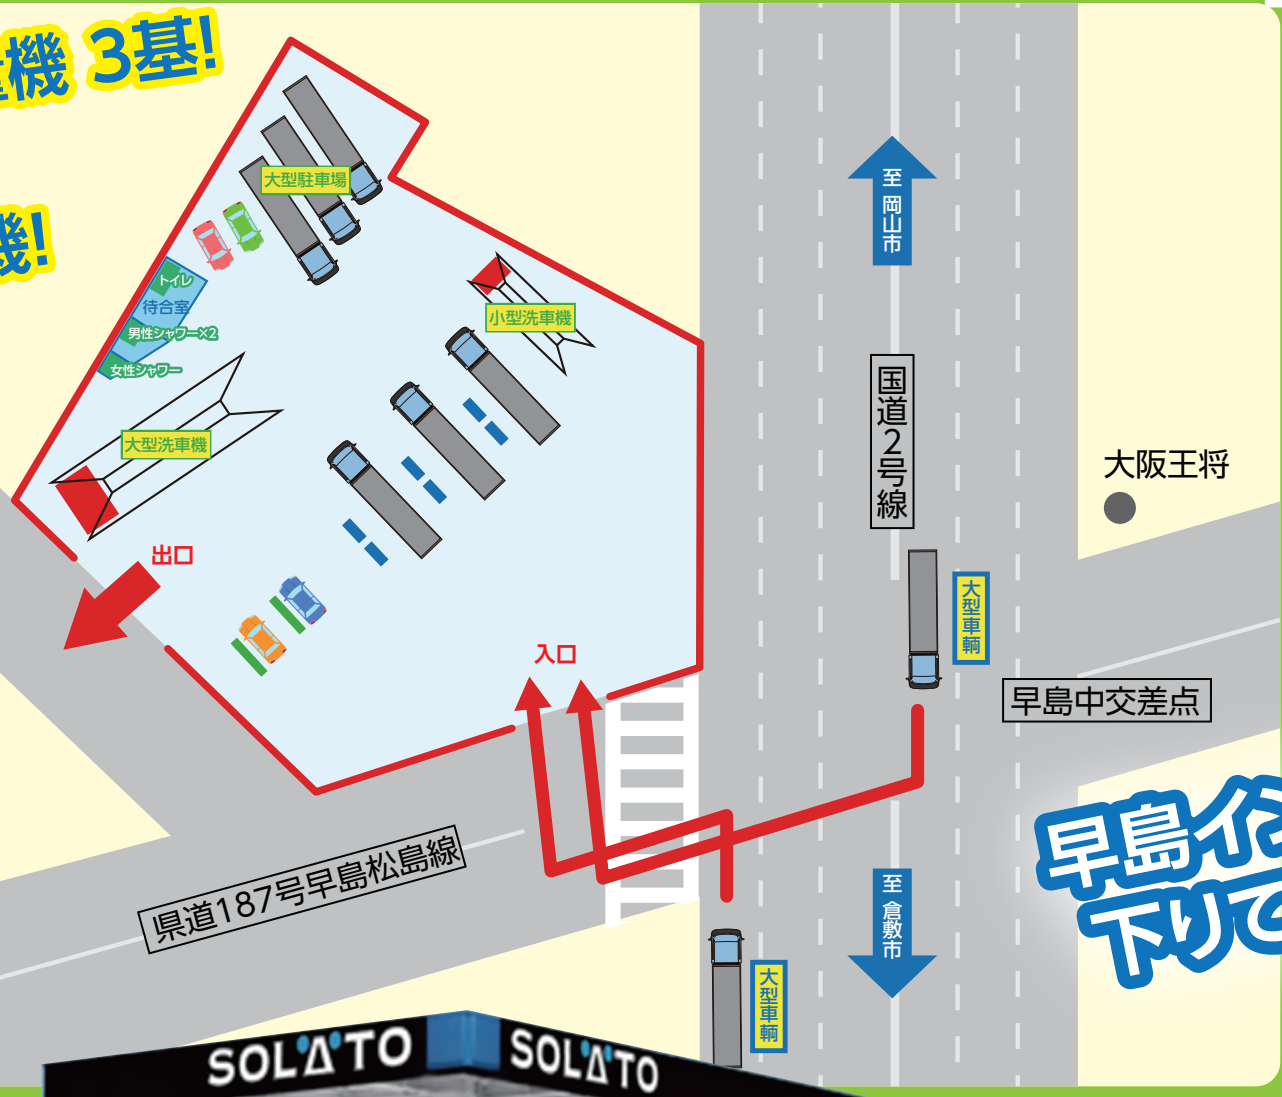 機 3基!
機!
大型駐車場
トイレ
待合室
男性シャワー×2
女性シャワー
小型洗車機
大型洗車機
出口
入口
至 岡山市
国道2号線
大阪王将
大型車輌
早島中交差点
県道187号早島松島線
至 倉敷市
大型車輌
早島イン
下りて
SOLATO
SOLATO